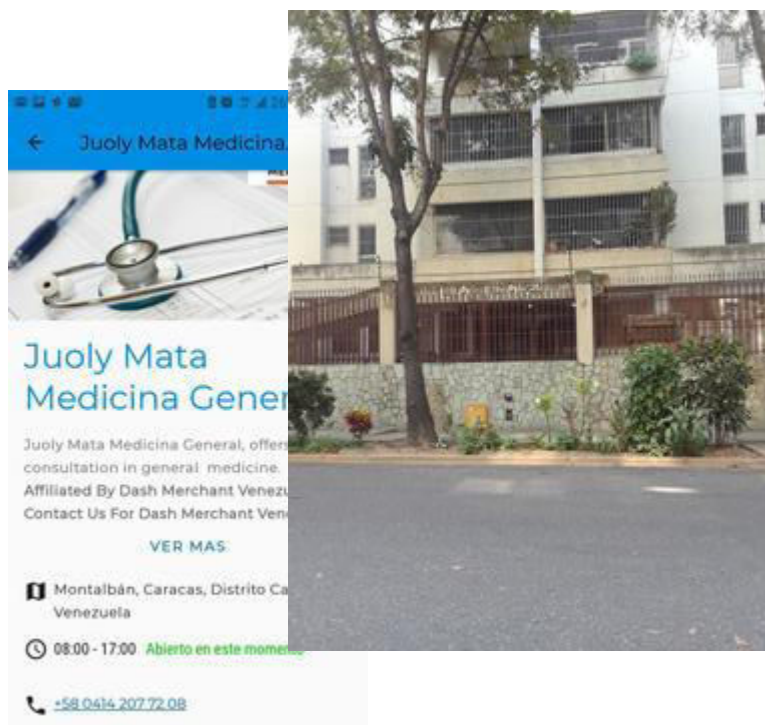 Juoly Mata Medicina.
Juoly Mata
Medicina Gener
Juoly Mata Medicina General, offers
consultation in general medicine.
Affiliated By Dash Merchant Venezu
Contact Us For Dash Merchant Ven
VER MAS
Montalbán, Caracas, Distrito Ca
Venezuela
08:00 - 17:00 Abierto en este momento
+58 0414 207 72 08